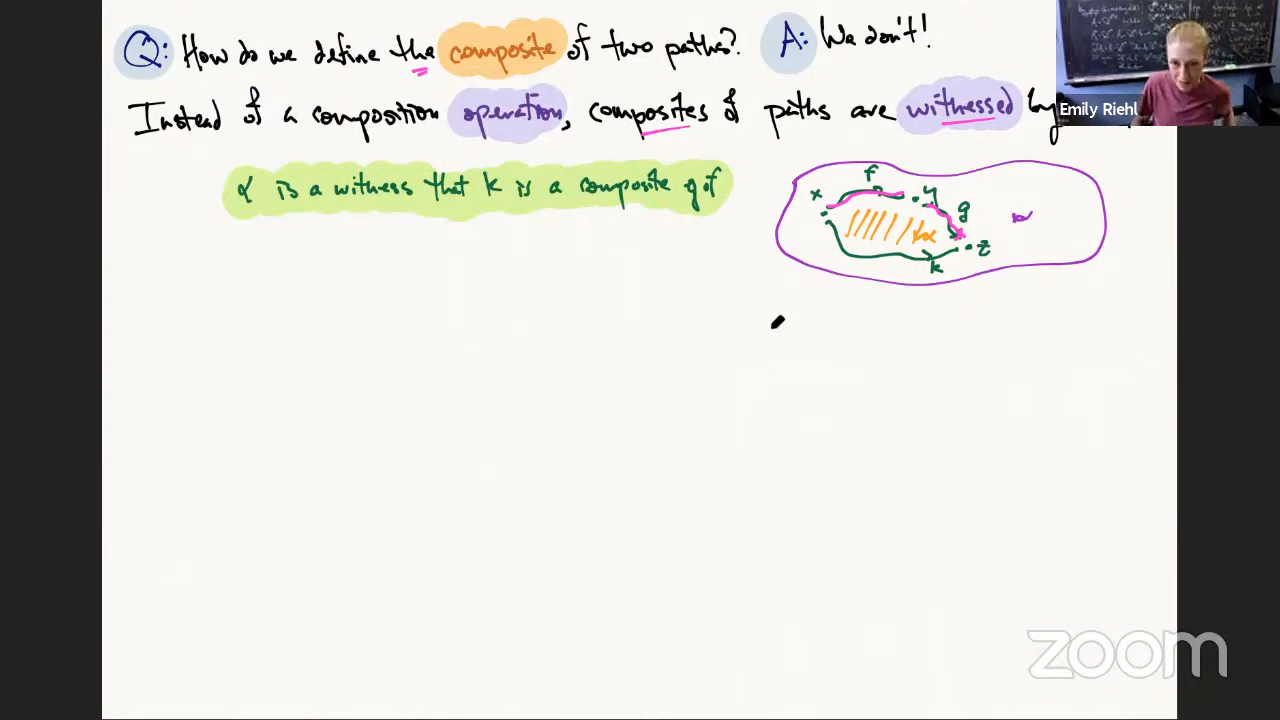 Q: How do we define the composite of two paths? A: We don't!
Emily Riehl
Instead of a composition operation, composites of paths are witnessed by
α is a witness that k is a composite g of
x f y g
α
z
k
zoom